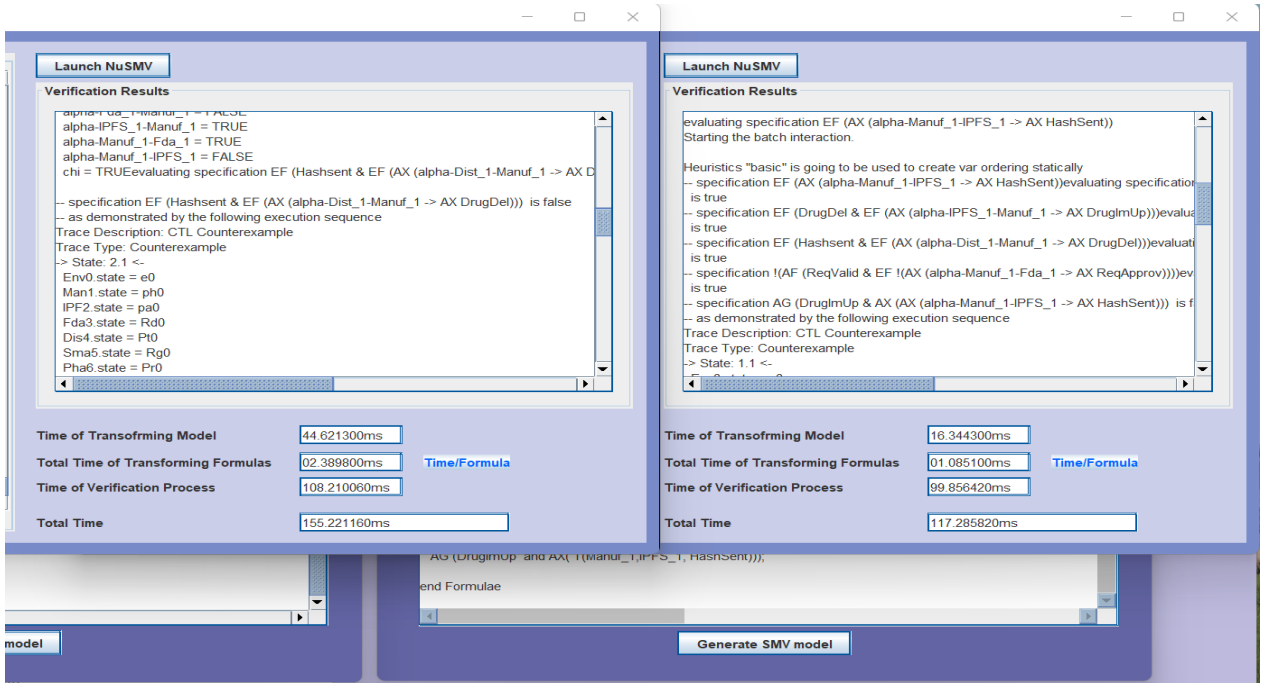 Launch NuSMV
Verification Results
alpha-Fda_1-Manuf_1 = FALSE
alpha-IPFS_1-Manuf_1 = TRUE
alpha-Manuf_1-Fda_1 = TRUE
alpha-Manuf_1-IPFS_1 = FALSE
chi = TRUEevaluating specification EF (Hashsent & EF (AX (alpha-Dist_1-Manuf_1 -> AX D
-- specification EF (Hashsent & EF (AX (alpha-Dist_1-Manuf_1 -> AX DrugDel))) is false
-- as demonstrated by the following execution sequence
Trace Description: CTL Counterexample
Trace Type: Counterexample
-> State: 2.1 <-
Env0.state = e0
Man1.state = ph0
IPF2.state = pa0
Fda3.state = Rd0
Dis4.state = Pt0
Sma5.state = Rg0
Pha6.state = Pr0
Time of Transofrming Model 44.621300ms
Total Time of Transforming Formulas 02.389800ms Time/Formula
Time of Verification Process 108.210060ms
Total Time 155.221160ms
Launch NuSMV
Verification Results
evaluating specification EF (AX (alpha-Manuf_1-IPFS_1 -> AX HashSent))
Starting the batch interaction.
Heuristics "basic" is going to be used to create var ordering statically
-- specification EF (AX (alpha-Manuf_1-IPFS_1 -> AX HashSent))evaluating specification
is true
-- specification EF (DrugDel & EF (AX (alpha-IPFS_1-Manuf_1 -> AX DrugImUp)))evalua
is true
-- specification EF (Hashsent & EF (AX (alpha-Dist_1-Manuf_1 -> AX DrugDel)))evaluati
is true
-- specification !(AF (ReqValid & EF !(AX (alpha-Manuf_1-Fda_1 -> AX ReqApprov))))ev
is true
-- specification AG (DrugImUp & AX (AX (alpha-Manuf_1-IPFS_1 -> AX HashSent))) is f
-- as demonstrated by the following execution sequence
Trace Description: CTL Counterexample
Trace Type: Counterexample
-> State: 1.1 <-
Time of Transofrming Model 16.344300ms
Total Time of Transforming Formulas 01.085100ms Time/Formula
Time of Verification Process 99.856420ms
Total Time 117.285820ms
AG (DrugImUp and AX( T(Manuf_1,IPFS_1, HashSent)));
end Formulae
model
Generate SMV model